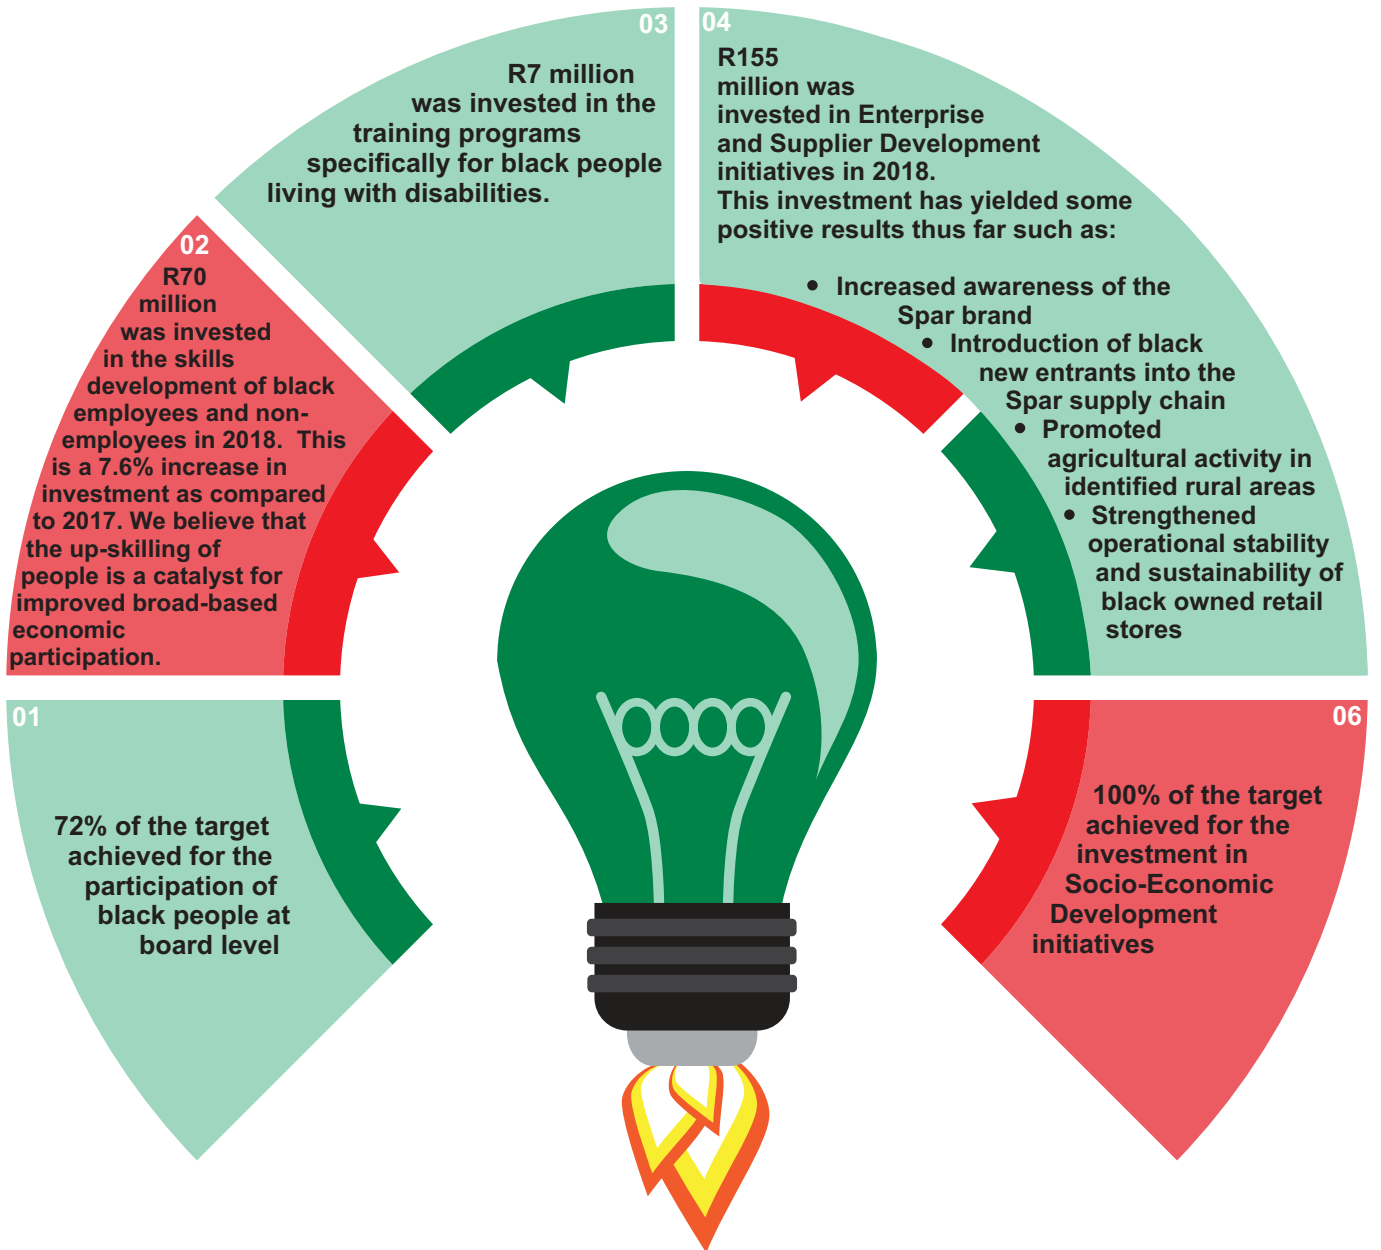 01
72% of the target
achieved for the
participation of
black people at
board level
02
R70
million
was invested
in the skills
development of black
employees and non-
employees in 2018.  This
is a 7.6% increase in
investment as compared
to 2017. We believe that
the up-skilling of
people is a catalyst for
improved broad-based
economic
participation.
03
R7 million
was invested in the
training programs
specifically for black people
living with disabilities.
04
R155
million was
invested in Enterprise
and Supplier Development
initiatives in 2018.
This investment has yielded some
positive results thus far such as:
• Increased awareness of the
Spar brand
• Introduction of black
new entrants into the
Spar supply chain
• Promoted
agricultural activity in
identified rural areas
• Strengthened
operational stability
and sustainability of
black owned retail
stores
06
100% of the target
achieved for the
investment in
Socio-Economic
Development
initiatives